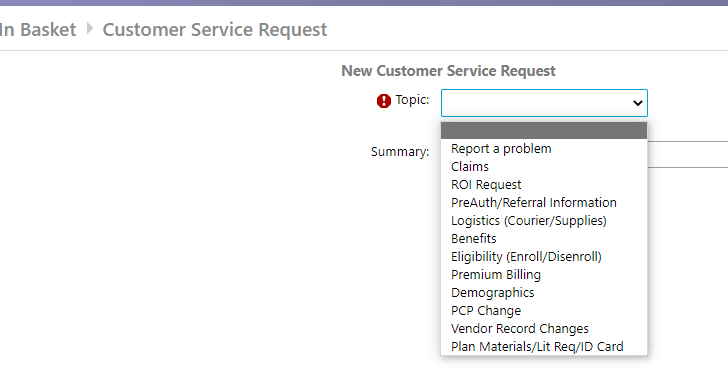 In Basket Customer Service Request
New Customer Service Request
Topic:
Summary:
Report a problem
Claims
ROI Request
PreAuth/Referral Information
Logistics (Courier/Supplies)
Benefits
Eligibility (Enroll/Disenroll)
Premium Billing
Demographics
PCP Change
Vendor Record Changes
Plan Materials/Lit Req/ID Card